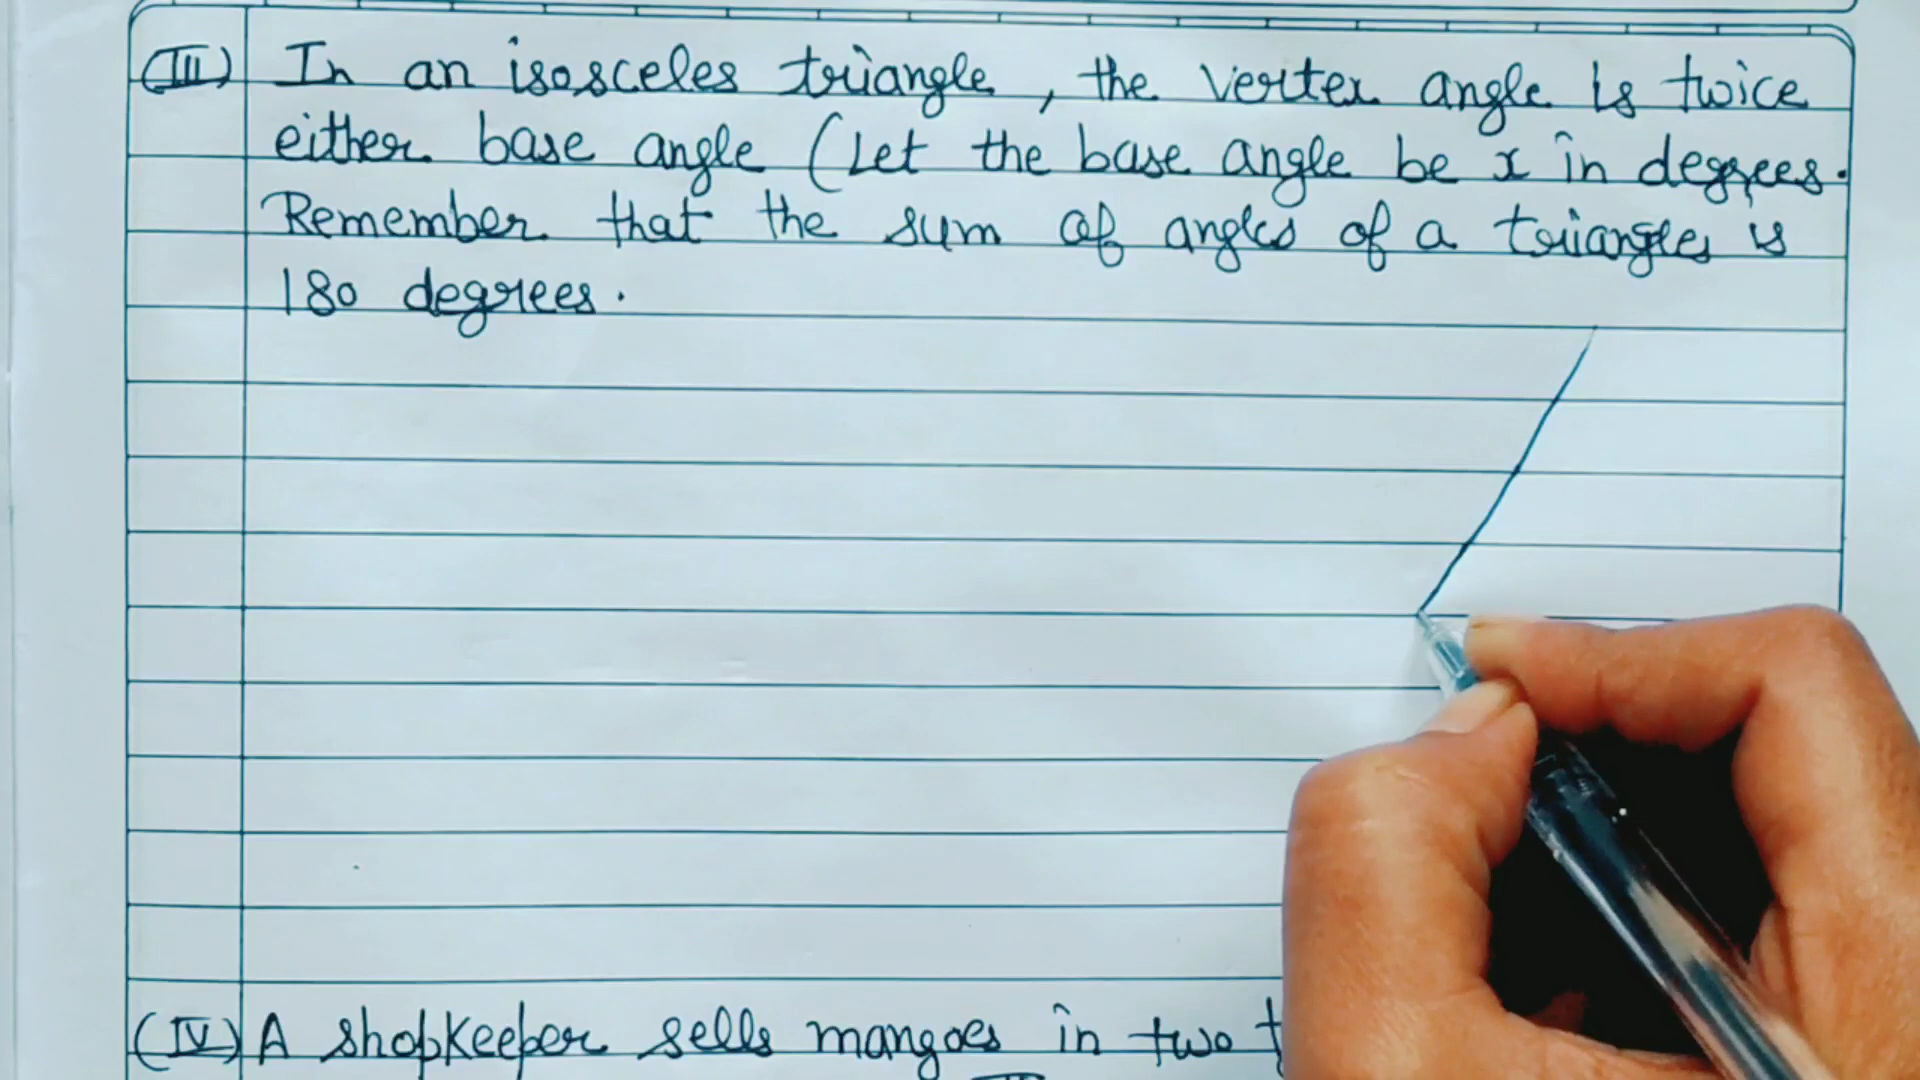 (III) In an isosceles triangle, the vertex angle is twice
either base angle (Let the base angle be x in degrees.
Remember that the sum of angles of a triangles is
180 degrees.
(IV) A shopkeeper sells mangoes in two